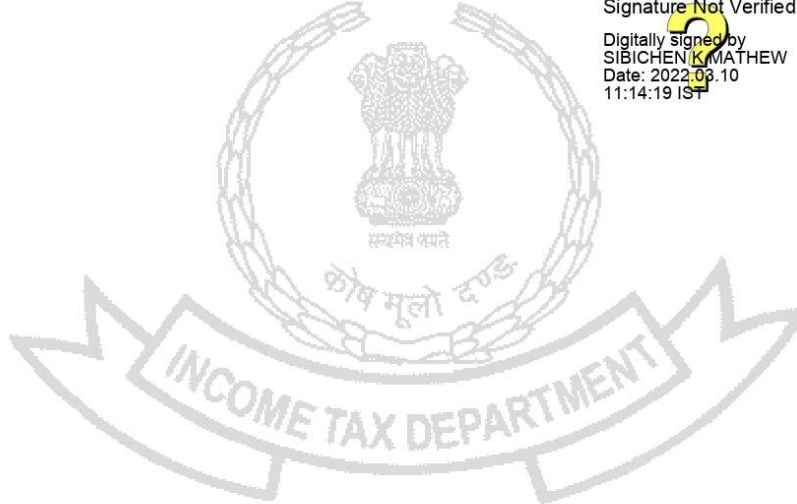 Signature Not Verified
Digitally signed by
SIBICHEN K MATHEW
Date: 2022.03.10
11:14:19 IST
सत्यमेव जयते
कोष मूलो दण्डः
INCOME TAX DEPARTMENT